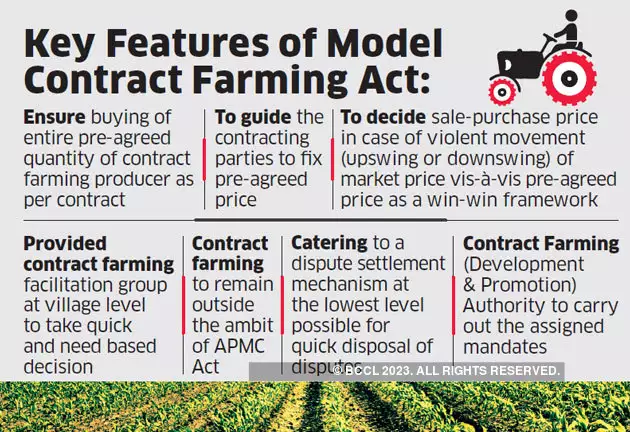 Key Features of Model
Contract Farming Act:
Ensure buying of
entire pre-agreed
quantity of contract
farming producer as
per contract
To guide the
contracting
parties to fix
pre-agreed
price
To decide sale-purchase price
in case of violent movement
(upswing or downswing) of
market price vis-à-vis pre-agreed
price as a win-win framework
Provided
contract farming
facilitation group
at village level
to take quick
and need based
decision
Contract
farming
to remain
outside
the ambit
of APMC
Act
Catering to a
dispute settlement
mechanism at
the lowest level
possible for
quick disposal of
disputes
Contract Farming
(Development
& Promotion)
Authority to carry
out the assigned
mandates
© BCCL 2023. ALL RIGHTS RESERVED.